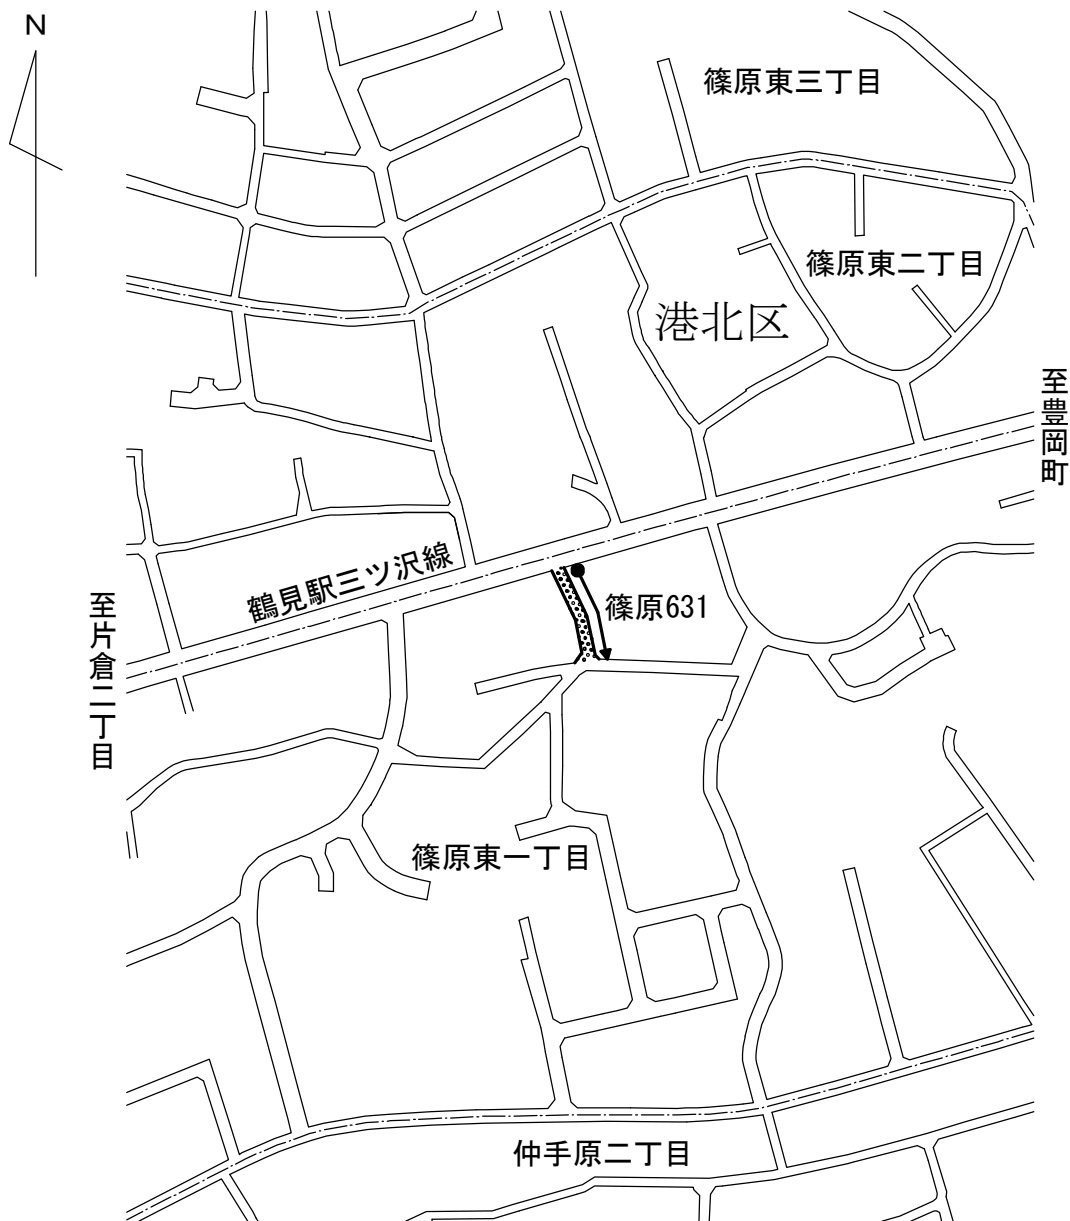 N
篠原東三丁目
篠原東二丁目
港北区
至豊岡町
鶴見駅三ツ沢線
至片倉二丁目
篠原631
篠原東一丁目
仲手原二丁目